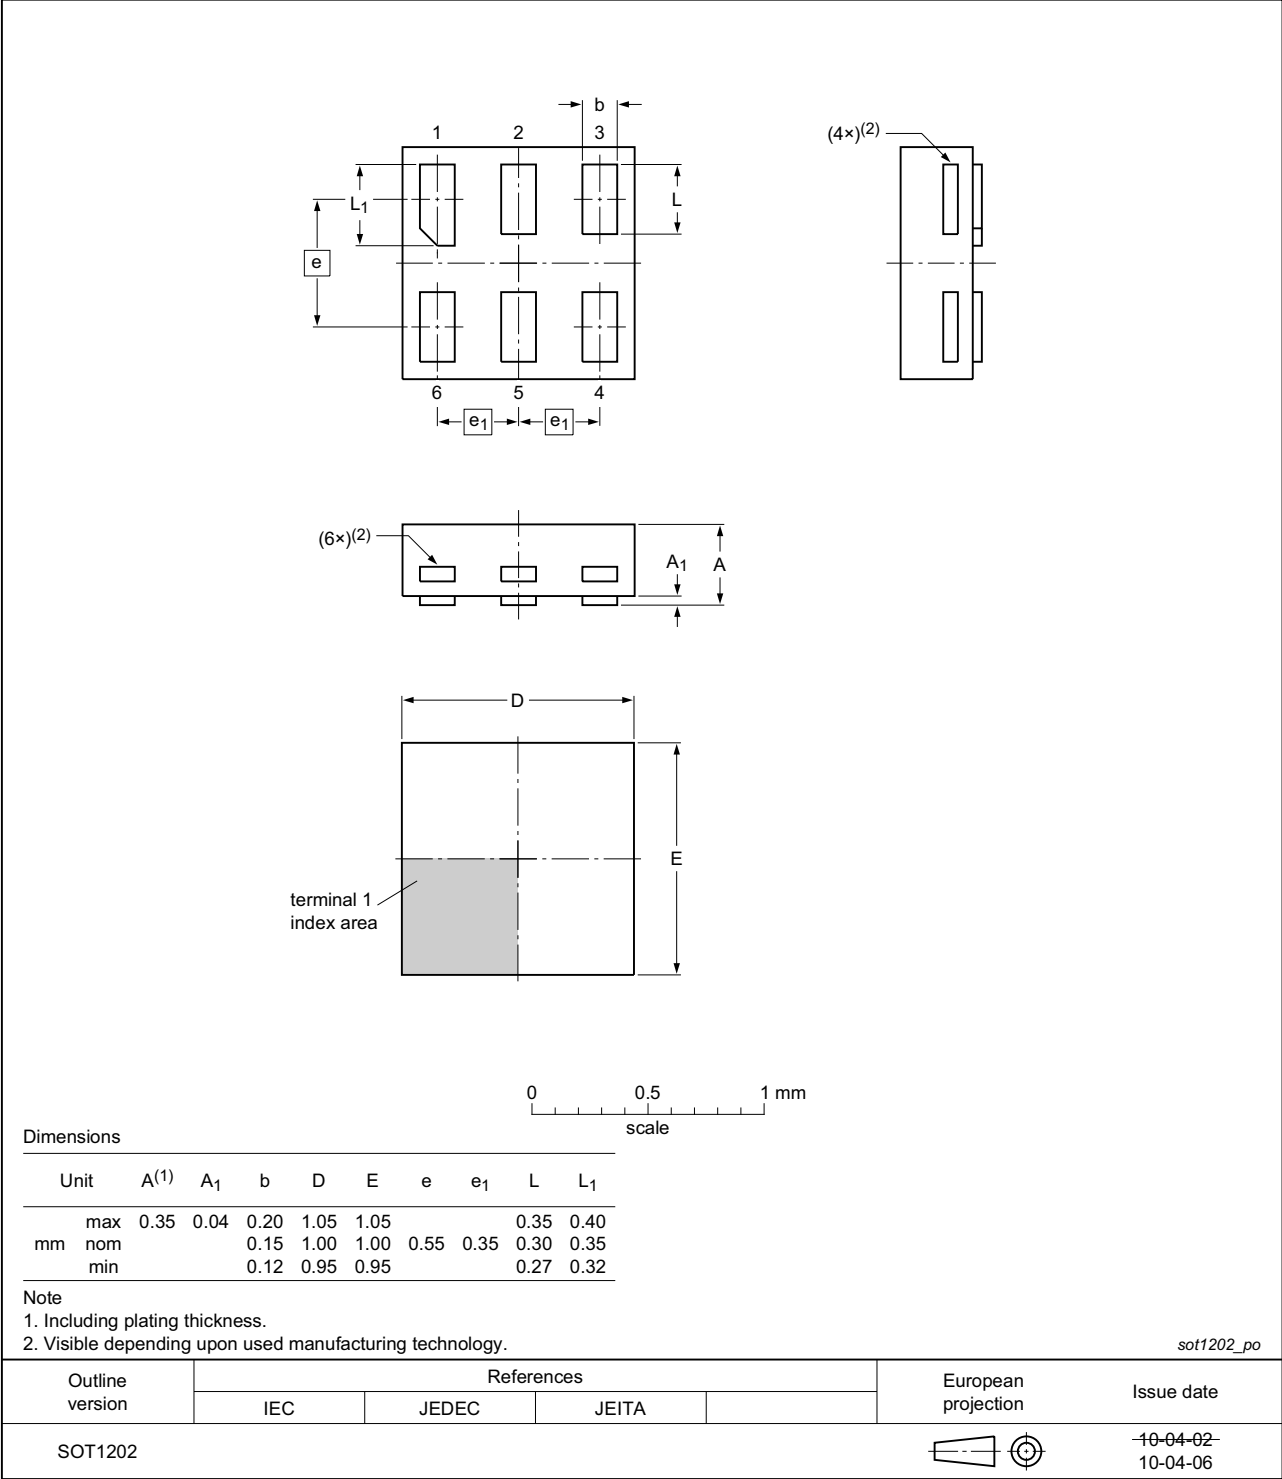 b
1 2 3
(4×)(2)
L1
L
e
6 5 4
e1 e1
(6×)(2)
A1 A
D
E
terminal 1
index area
0 0.5 1 mm
scale
Dimensions
Unit A(1) A1 b D E e e1 L L1
max 0.35 0.04 0.20 1.05 1.05 0.35 0.40
mm nom 0.15 1.00 1.00 0.55 0.35 0.30 0.35
min 0.12 0.95 0.95 0.27 0.32
Note
1. Including plating thickness.
2. Visible depending upon used manufacturing technology.
sot1202_po
Outline version
References
European projection
Issue date
IEC JEDEC JEITA
SOT1202
10-04-02
10-04-06